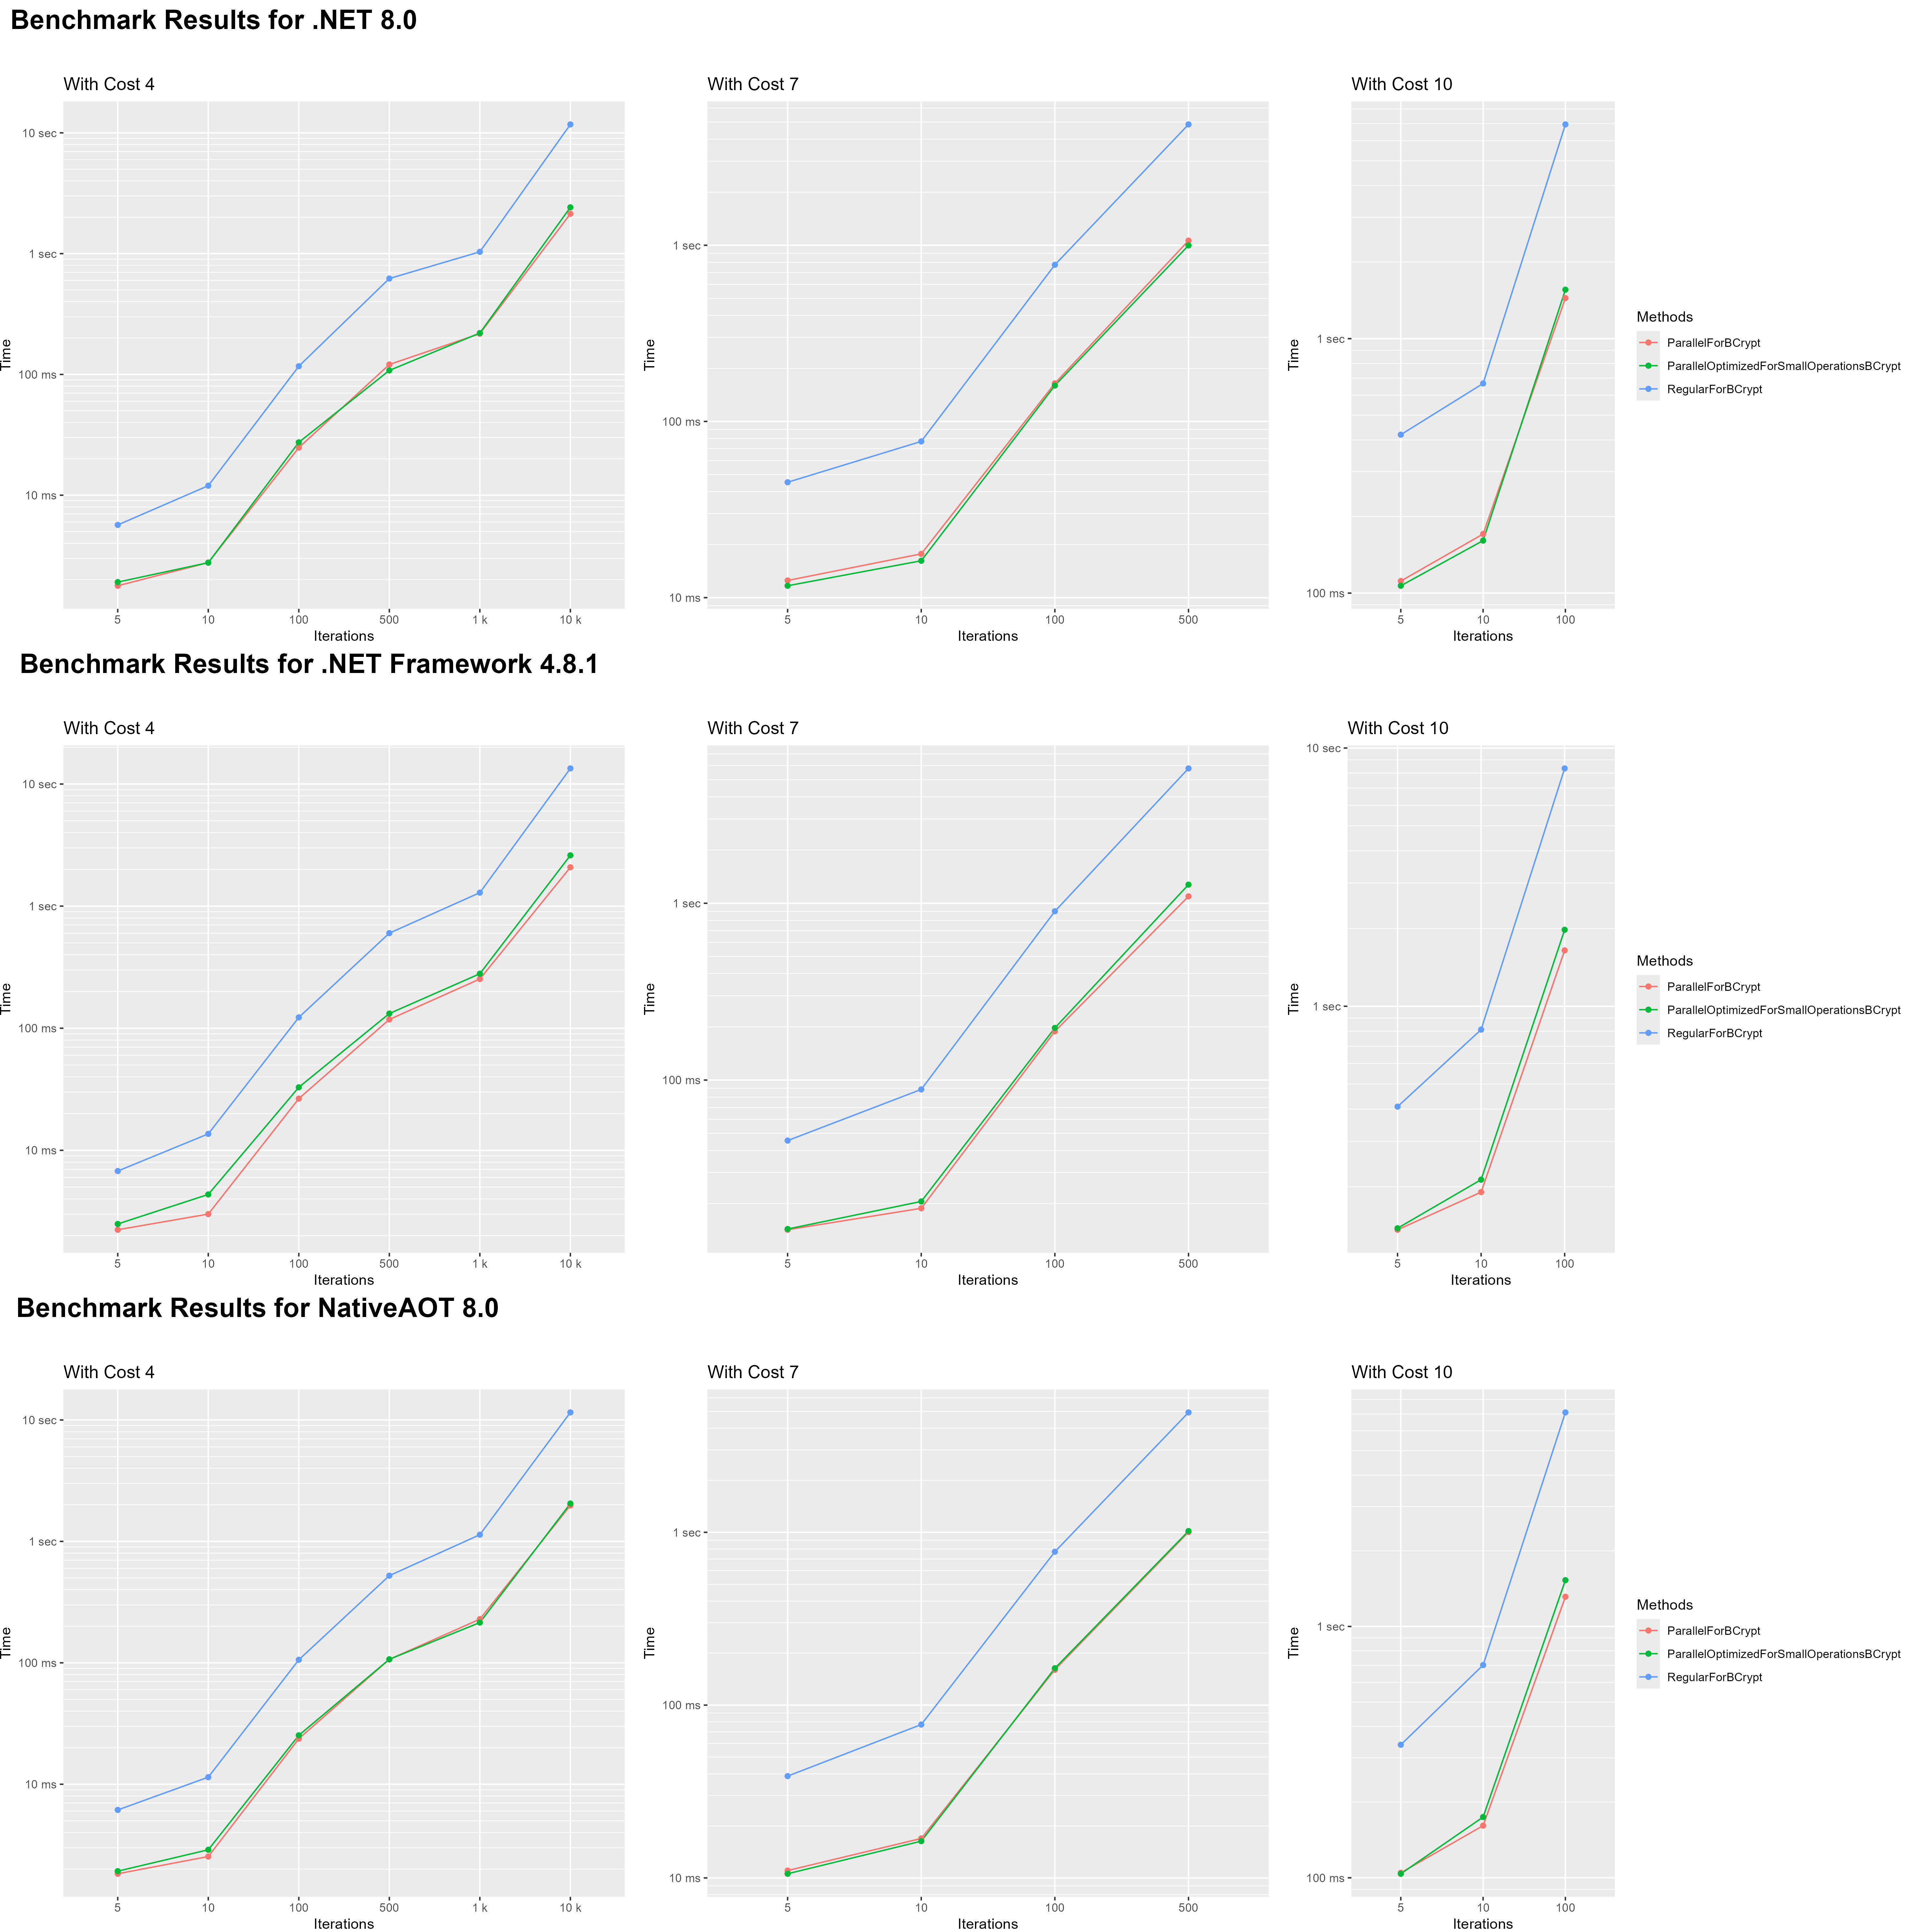 Benchmark Results for .NET 8.0
With Cost 4
10 sec
1 sec
100 ms
10 ms
Time
5 10 100 500 1 k 10 k
Iterations
With Cost 7
1 sec
100 ms
10 ms
Time
5 10 100 500
Iterations
With Cost 10
1 sec
100 ms
Time
5 10 100
Iterations
Methods
ParallelForBCrypt
ParallelOptimizedForSmallOperationsBCrypt
RegularForBCrypt
Benchmark Results for .NET Framework 4.8.1
With Cost 4
10 sec
1 sec
100 ms
10 ms
Time
5 10 100 500 1 k 10 k
Iterations
With Cost 7
1 sec
100 ms
Time
5 10 100 500
Iterations
With Cost 10
10 sec
1 sec
Time
5 10 100
Iterations
Methods
ParallelForBCrypt
ParallelOptimizedForSmallOperationsBCrypt
RegularForBCrypt
Benchmark Results for NativeAOT 8.0
With Cost 4
10 sec
1 sec
100 ms
10 ms
Time
5 10 100 500 1 k 10 k
Iterations
With Cost 7
1 sec
100 ms
10 ms
Time
5 10 100 500
Iterations
With Cost 10
1 sec
100 ms
Time
5 10 100
Iterations
Methods
ParallelForBCrypt
ParallelOptimizedForSmallOperationsBCrypt
RegularForBCrypt